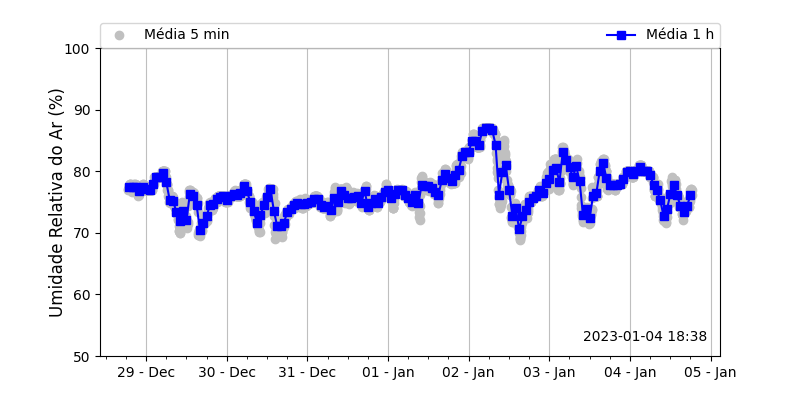 Média 5 min
Média 1 h
Umidade Relativa do Ar (%)
100
90
80
70
60
50
2023-01-04 18:38
29 - Dec
30 - Dec
31 - Dec
01 - Jan
02 - Jan
03 - Jan
04 - Jan
05 - Jan